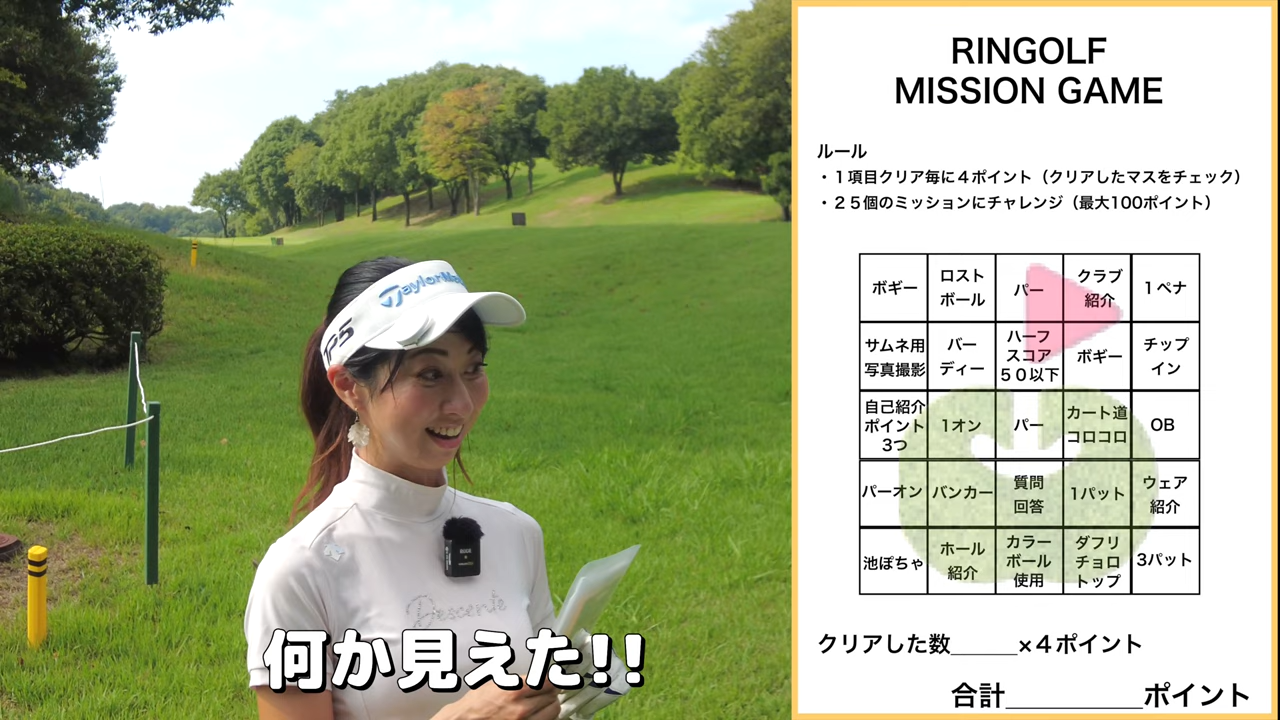 TaylorMade
TP5
Descente
何か見えた!!
RINGOLF
MISSION GAME
ルール
・１項目クリア毎に４ポイント（クリアしたマスをチェック）
・２５個のミッションにチャレンジ（最大100ポイント）
ボギー
ロスト
ボール
パー
クラブ
紹介
１ペナ
サムネ用
写真撮影
バー
ディー
ハーフ
スコア
５０以下
ボギー
チップ
イン
自己紹介
ポイント
3つ
1オン
パー
カート道
コロコロ
OB
パーオン
バンカー
質問
回答
1パット
ウェア
紹介
池ぽちゃ
ホール
紹介
カラー
ボール
使用
ダフリ
チョロ
トップ
3パット
クリアした数______×４ポイント
合計__________ポイント